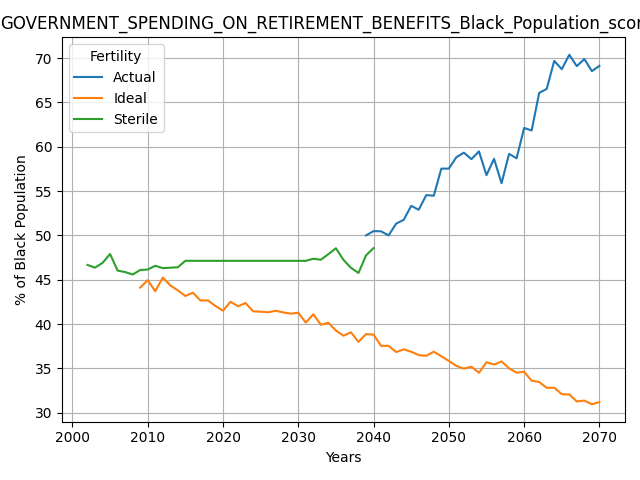 GOVERNMENT_SPENDING_ON_RETIREMENT_BENEFITS_Black_Population_scor
Fertility
Actual
Ideal
Sterile
% of Black Population
70
65
60
55
50
45
40
35
30
2000 2010 2020 2030 2040 2050 2060 2070
Years